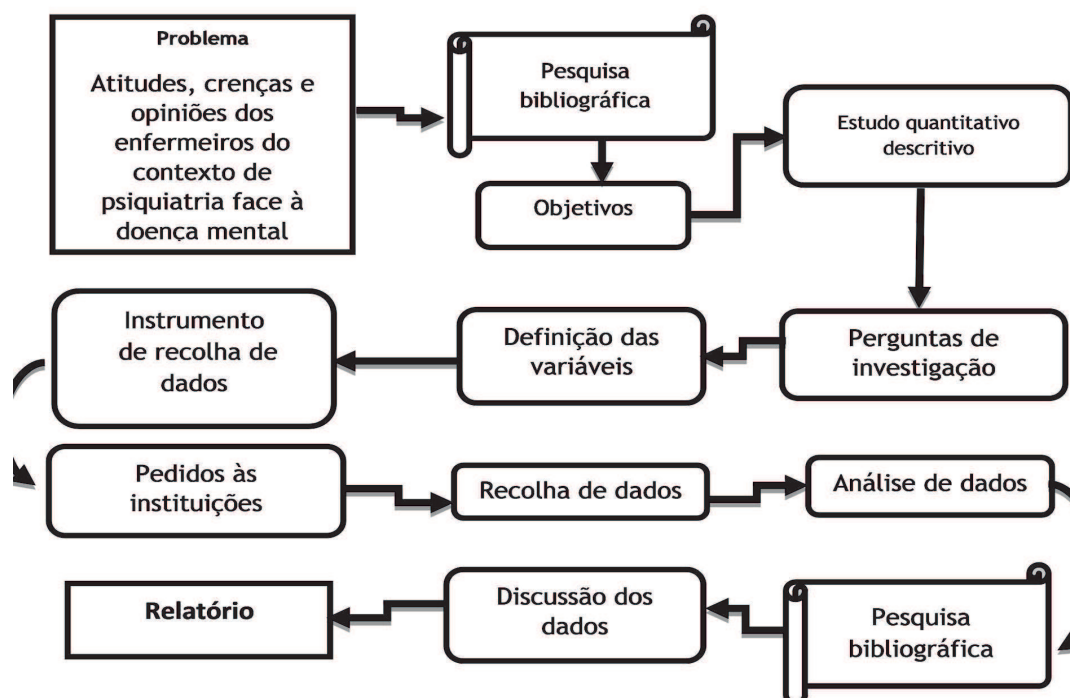 Problema
Atitudes, crenças e
opiniões dos
enfermeiros do
contexto de
psiquiatria face à
doença mental
Pesquisa
bibliográfica
Objetivos
Estudo quantitativo
descritivo
Perguntas de
investigação
Definição das
variáveis
Instrumento
de recolha de
dados
Pedidos às
instituições
Recolha de dados
Análise de dados
Pesquisa
bibliográfica
Discussão dos
dados
Relatório